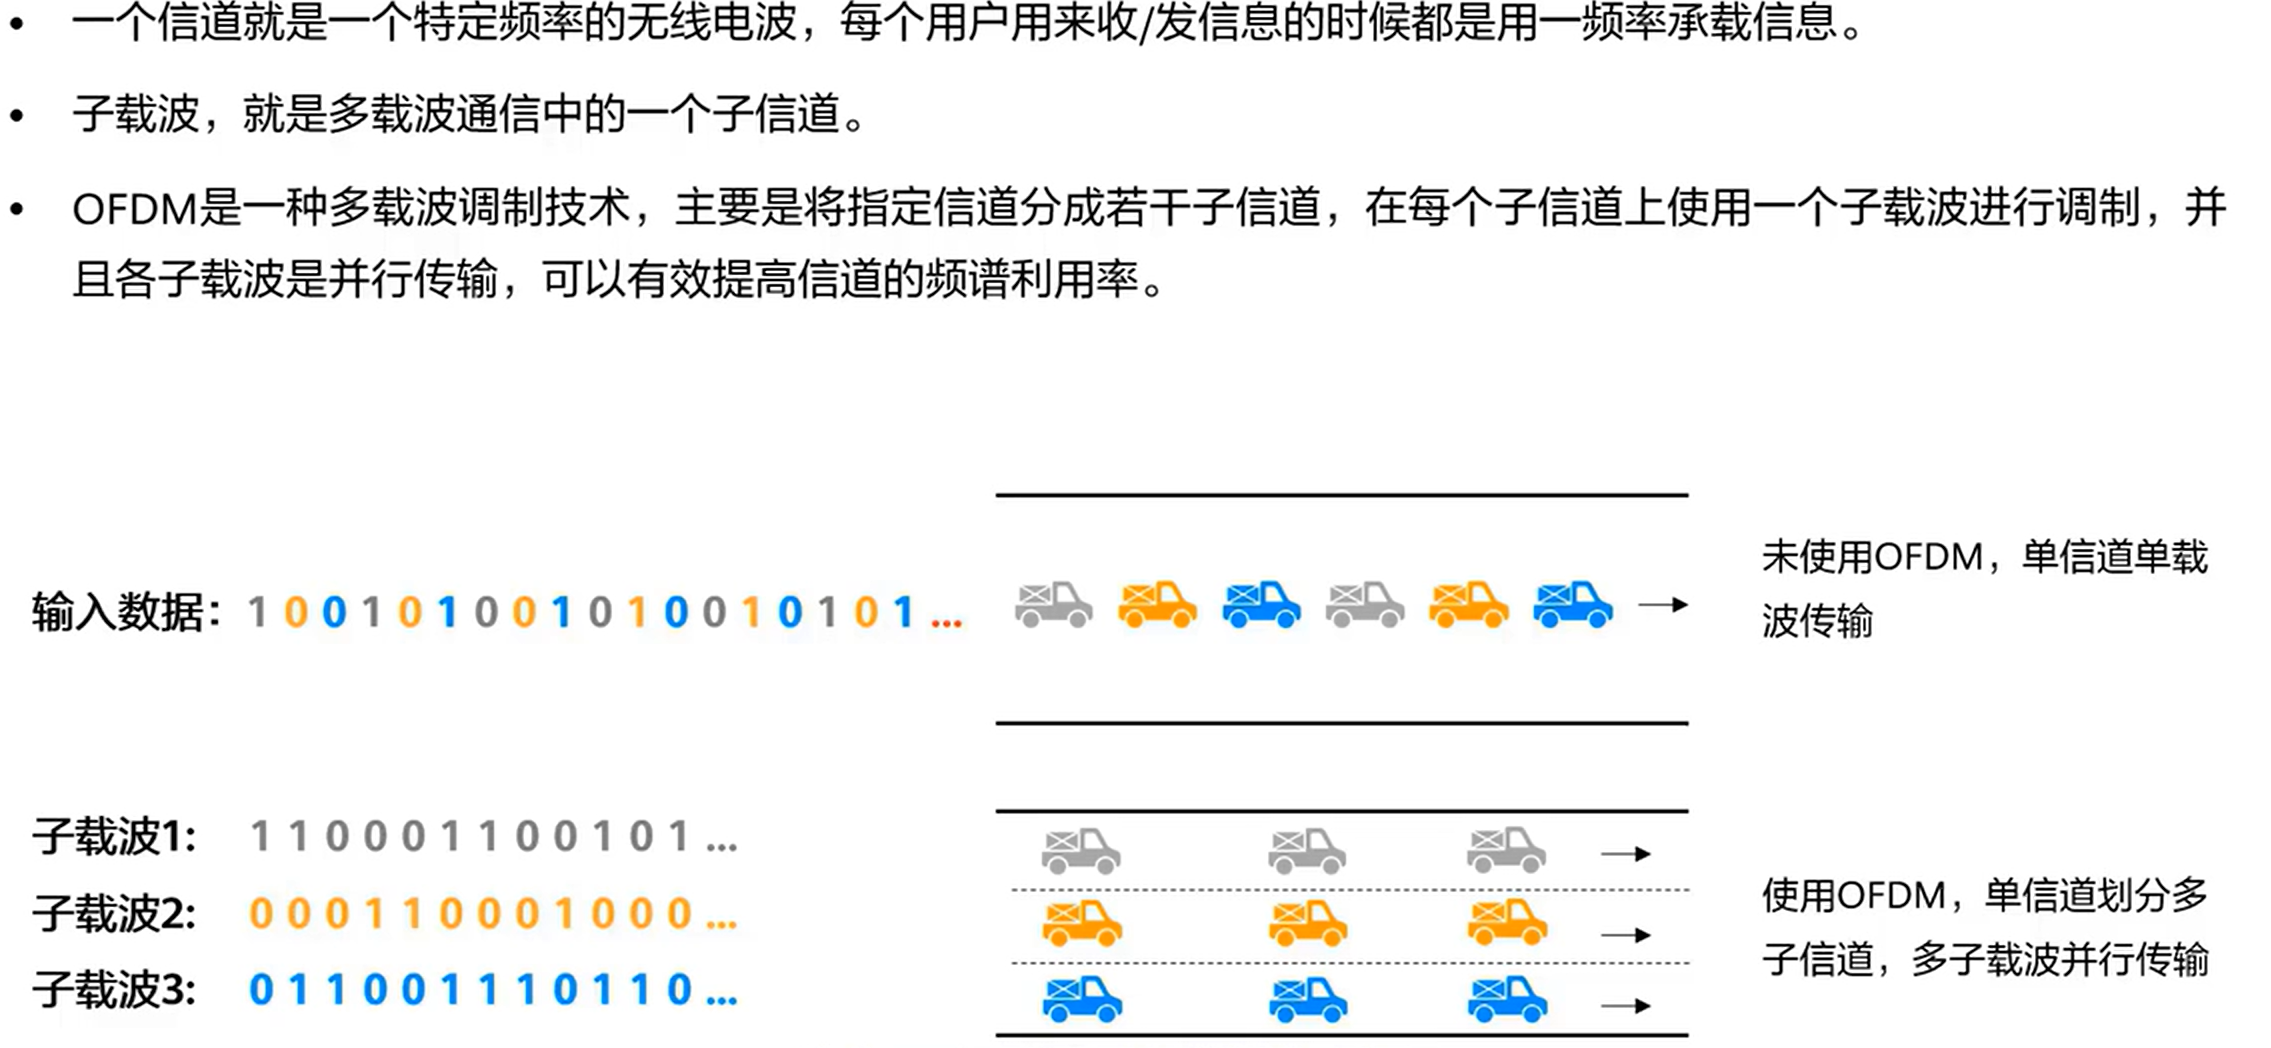 • 一个信道就是一个特定频率的无线电波，每个用户用来收/发信息的时候都是用一频率承载信息。
• 子载波，就是多载波通信中的一个子信道。
• OFDM是一种多载波调制技术，主要是将指定信道分成若干子信道，在每个子信道上使用一个子载波进行调制，并
且各子载波是并行传输，可以有效提高信道的频谱利用率。
未使用OFDM，单信道单载
波传输
输入数据：1 0 0 1 0 1 0 0 1 0 1 0 0 1 0 1 0 1 ...
子载波1: 1 1 0 0 0 1 1 0 0 1 0 1 ...
子载波2: 0 0 0 1 1 0 0 0 1 0 0 0 ...
子载波3: 0 1 1 0 0 1 1 1 0 1 1 0 ...
使用OFDM，单信道划分多
子信道，多子载波并行传输